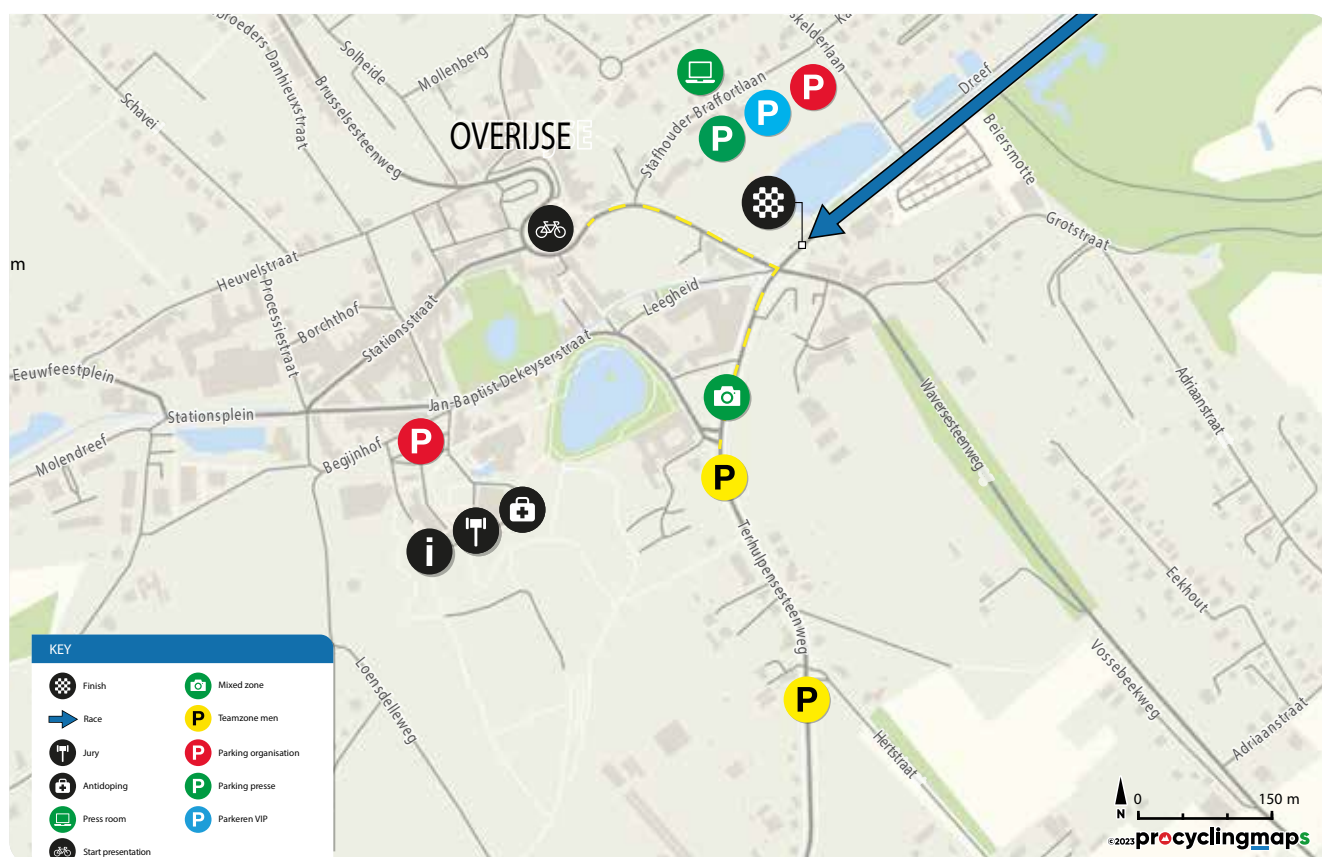 Solheide
Mollenberg
Schavei
Brusselsesteenweg
OVERIJSE
Stafhouder Braffortlaan
Dreef
Beiersmotte
P
P
P
Grotstraat
m
Heuvelstraat
Processiestraat
Borchthof
Stationsstraat
Leegheid
Eeuwfeestplein
Stationsplein
Jan-Baptist Dekeyserstraat
Molendreef
Begijnhof
P
P
Adriaanstraat
Waversesteenweg
i
Terhulpensesteenweg
Eekhout
Loensdelleweg
P
Hertstraat
Vossebeekweg
Adriaanstraat
KEY
Finish
Race
Jury
Antidoping
Press room
Start presentation
Mixed zone
P Teamzone men
P Parking organisation
P Parking presse
P Parkeren VIP
N
0 150 m
©2023 procyclingmaps